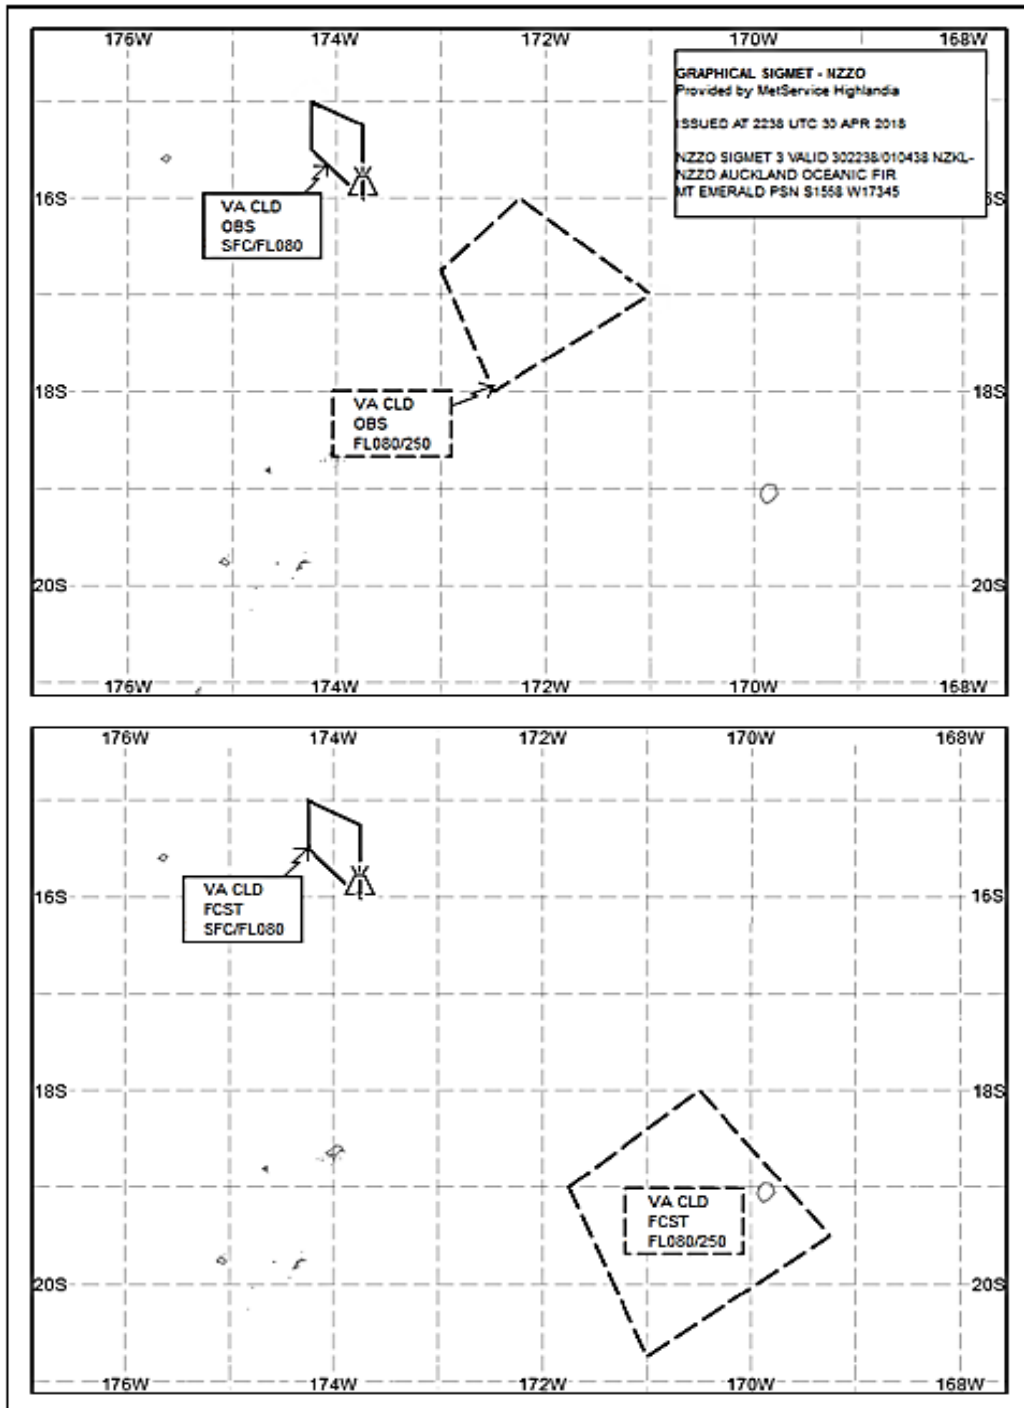 176W 174W 172W 170W 168W
GRAPHICAL SIGMET - NZZO
Provided by MetService Highlandia
ISSUED AT 2238 UTC 30 APR 2018
NZZO SIGMET 3 VALID 302238/010438 NZKL-
NZZO AUCKLAND OCEANIC FIR
MT EMERALD PSN S1558 W17345
16S 16S
VA CLD
OBS
SFC/FL080
18S 18S
VA CLD
OBS
FL080/250
20S 20S
176W 174W 172W 170W 168W
176W 174W 172W 170W 168W
VA CLD
FCST
SFC/FL080
16S 16S
18S 18S
VA CLD
FCST
FL080/250
20S 20S
176W 174W 172W 170W 168W